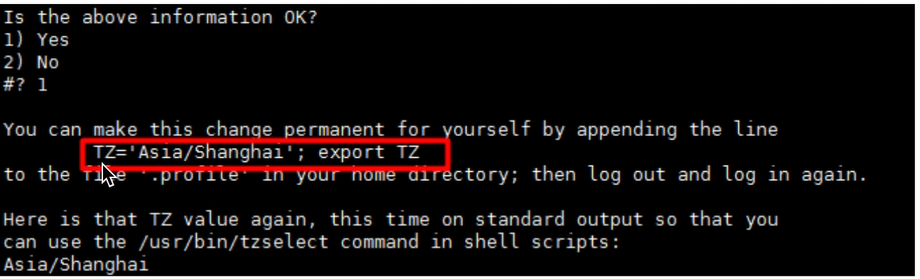 Is the above information OK?
1) Yes
2) No
#? 1
You can make this change permanent for yourself by appending the line
TZ='Asia/Shanghai'; export TZ
to the file '.profile' in your home directory; then log out and log in again.
Here is that TZ value again, this time on standard output so that you
can use the /usr/bin/tzselect command in shell scripts:
Asia/Shanghai